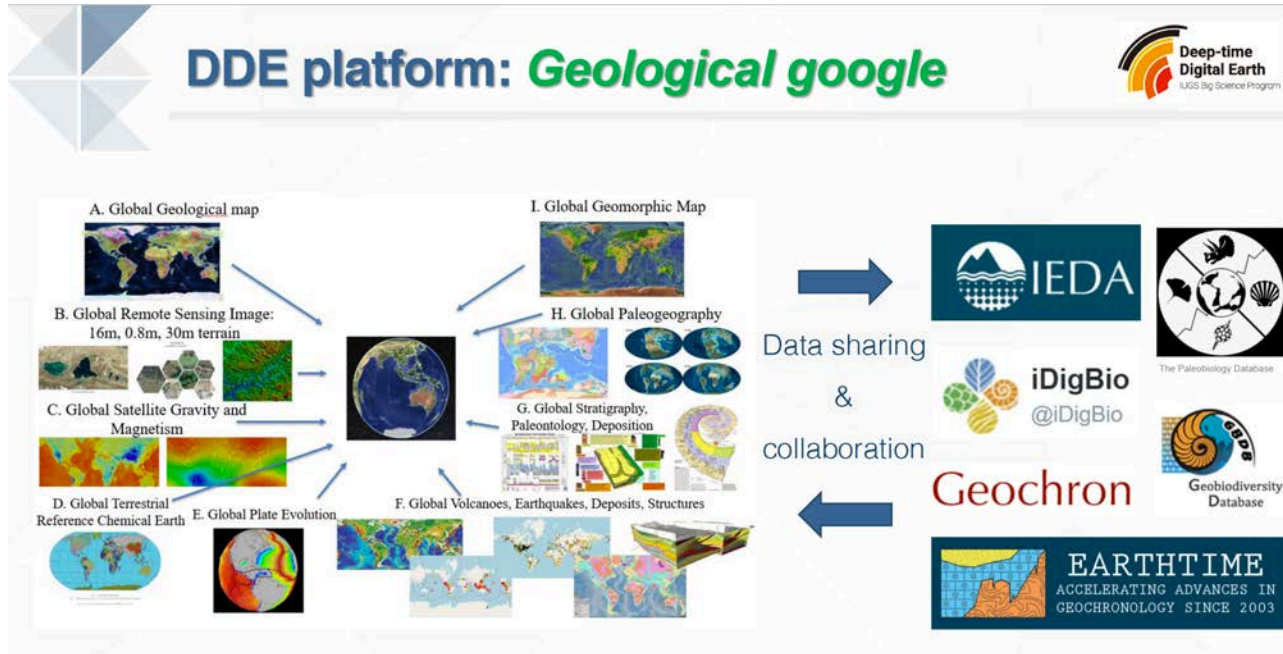 DDE platform: Geological google
Deep-time
Digital Earth
IUGS Big Science Program
A. Global Geological map
I. Global Geomorphic Map
B. Global Remote Sensing Image:
16m, 0.8m, 30m terrain
H. Global Paleogeography
C. Global Satellite Gravity and
Magnetism
G. Global Stratigraphy,
Paleontology, Deposition
D. Global Terrestrial
Reference Chemical Earth
E. Global Plate Evolution
F. Global Volcanoes, Earthquakes, Deposits, Structures
Data sharing
&
collaboration
IEDA
The Paleobiology Database
iDigBio
@iDigBio
GBDB
Geobiodiversity
Database
Geochron
EARTHTIME
ACCELERATING ADVANCES IN
GEOCHRONOLOGY SINCE 2003